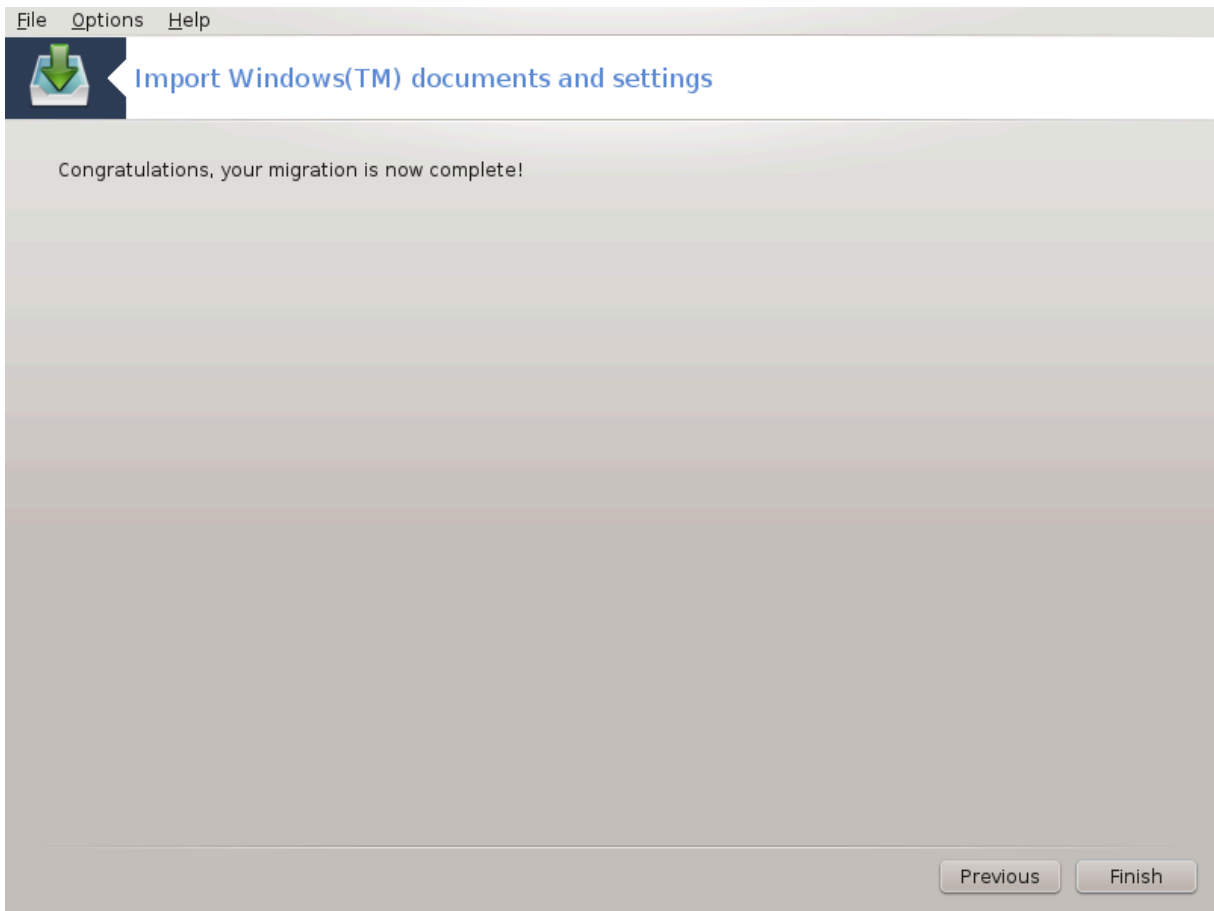 File Options Help
Import Windows(TM) documents and settings
Congratulations, your migration is now complete!
Previous Finish